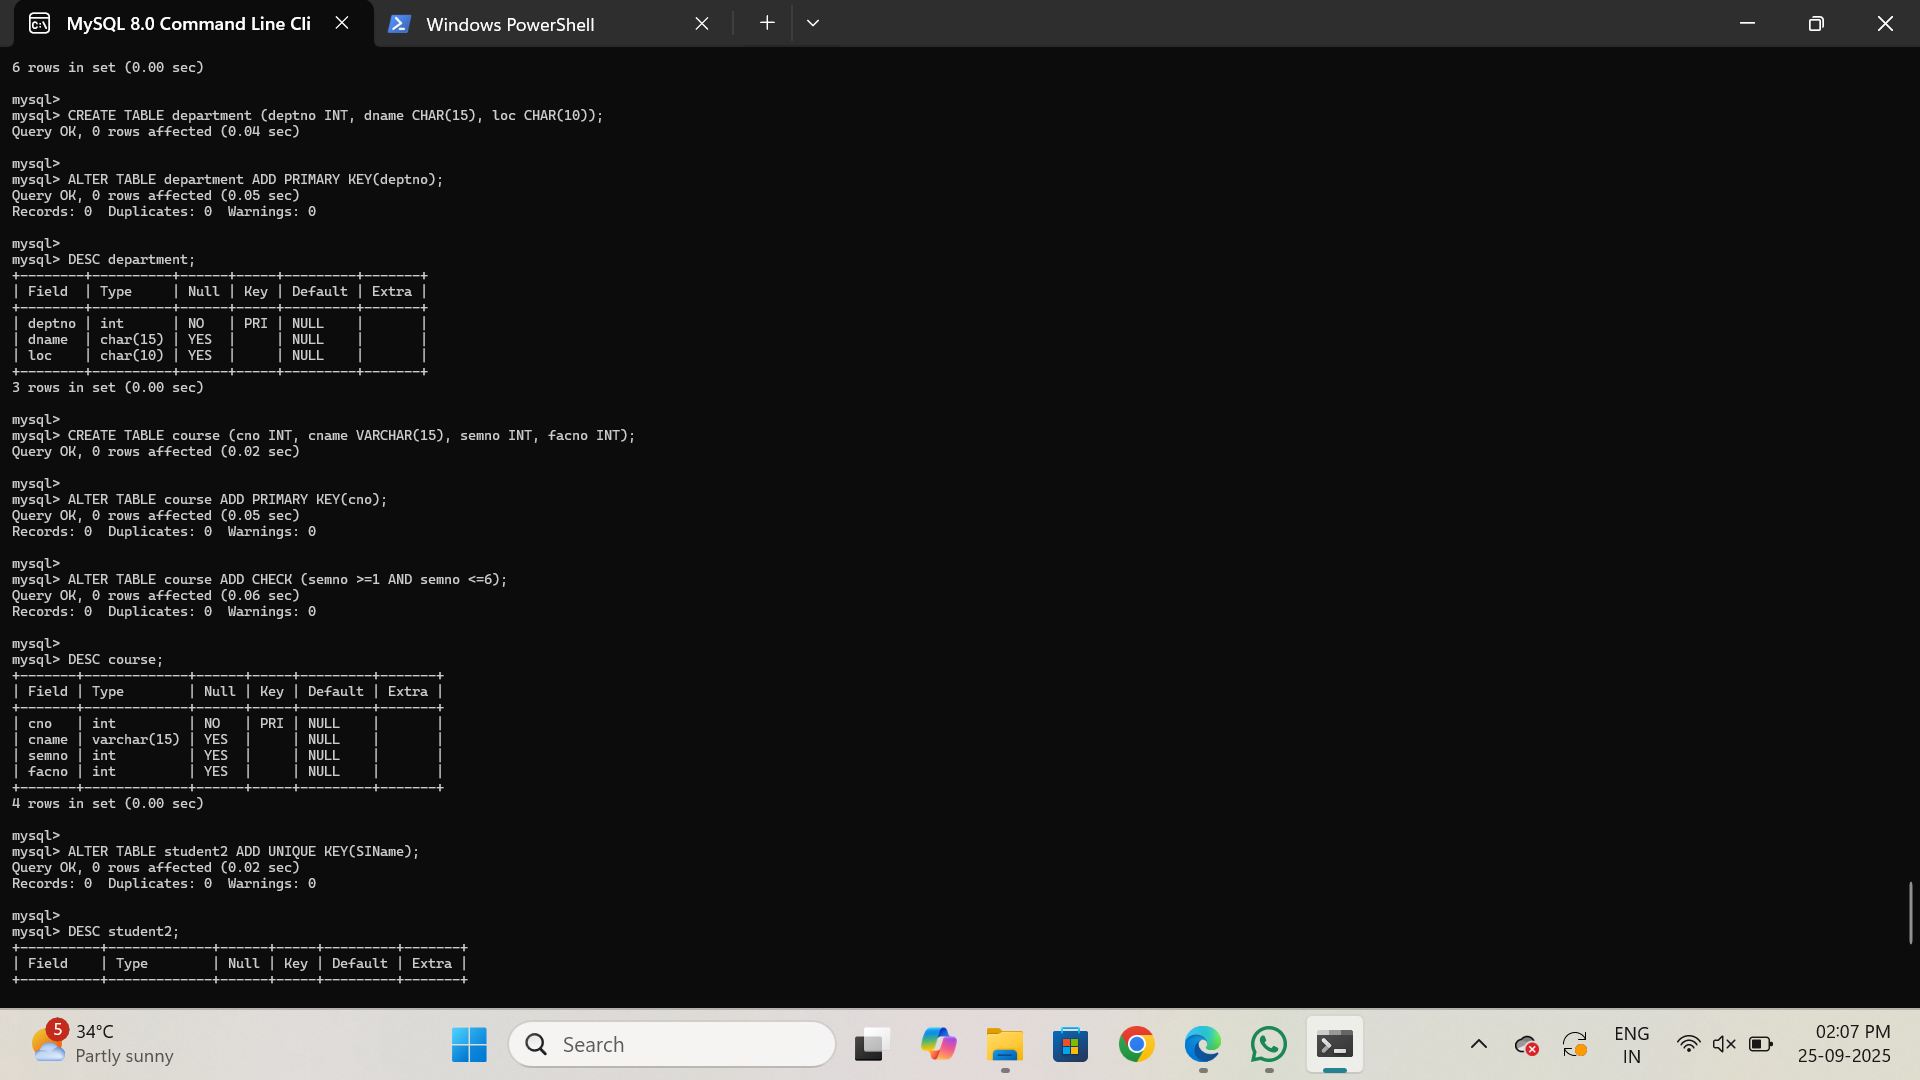 MySQL 8.0 Command Line Cli
Windows PowerShell
6 rows in set (0.00 sec)
mysql>
mysql> CREATE TABLE department (deptno INT, dname CHAR(15), loc CHAR(10));
Query OK, 0 rows affected (0.04 sec)
mysql>
mysql> ALTER TABLE department ADD PRIMARY KEY(deptno);
Query OK, 0 rows affected (0.05 sec)
Records: 0  Duplicates: 0  Warnings: 0
mysql>
mysql> DESC department;
+--------+----------+------+-----+---------+-------+
| Field  | Type     | Null | Key | Default | Extra |
+--------+----------+------+-----+---------+-------+
| deptno | int      | NO   | PRI | NULL    |       |
| dname  | char(15) | YES  |     | NULL    |       |
| loc    | char(10) | YES  |     | NULL    |       |
+--------+----------+------+-----+---------+-------+
3 rows in set (0.00 sec)
mysql>
mysql> CREATE TABLE course (cno INT, cname VARCHAR(15), semno INT, facno INT);
Query OK, 0 rows affected (0.02 sec)
mysql>
mysql> ALTER TABLE course ADD PRIMARY KEY(cno);
Query OK, 0 rows affected (0.05 sec)
Records: 0  Duplicates: 0  Warnings: 0
mysql>
mysql> ALTER TABLE course ADD CHECK (semno >=1 AND semno <=6);
Query OK, 0 rows affected (0.06 sec)
Records: 0  Duplicates: 0  Warnings: 0
mysql>
mysql> DESC course;
+-------+-------------+------+-----+---------+-------+
| Field | Type        | Null | Key | Default | Extra |
+-------+-------------+------+-----+---------+-------+
| cno   | int         | NO   | PRI | NULL    |       |
| cname | varchar(15) | YES  |     | NULL    |       |
| semno | int         | YES  |     | NULL    |       |
| facno | int         | YES  |     | NULL    |       |
+-------+-------------+------+-----+---------+-------+
4 rows in set (0.00 sec)
mysql>
mysql> ALTER TABLE student2 ADD UNIQUE KEY(SIName);
Query OK, 0 rows affected (0.02 sec)
Records: 0  Duplicates: 0  Warnings: 0
mysql>
mysql> DESC student2;
+----------+-------------+------+-----+---------+-------+
| Field    | Type        | Null | Key | Default | Extra |
+----------+-------------+------+-----+---------+-------+
5
34°C
Partly sunny
Search
ENG
IN
02:07 PM
25-09-2025